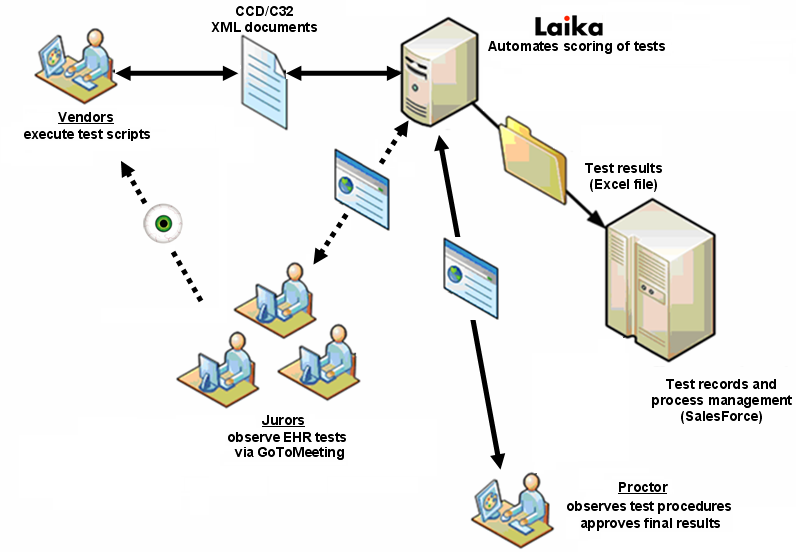 CCD/C32
XML documents
Laika
Automates scoring of tests
Vendors
execute test scripts
Test results
(Excel file)
Test records and
process management
(SalesForce)
Jurors
observe EHR tests
via GoToMeeting
Proctor
observes test procedures
approves final results